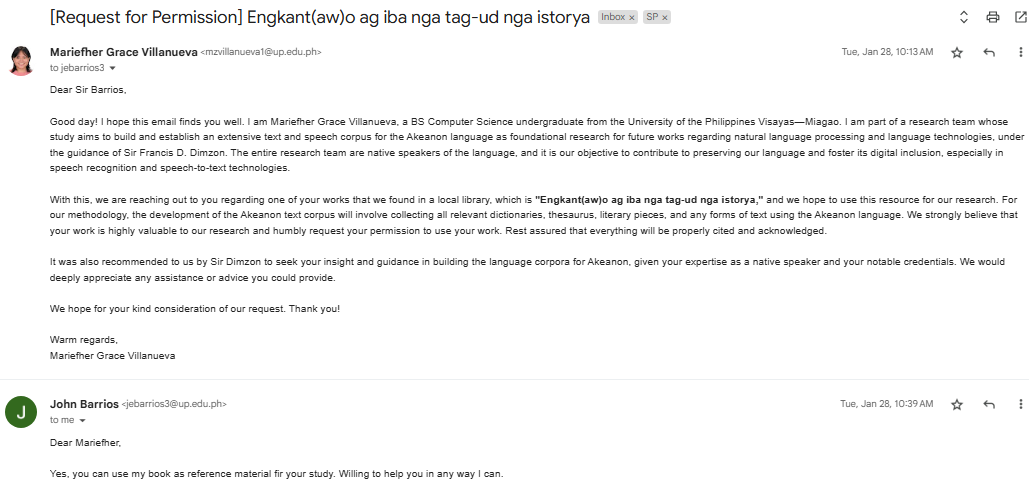 [Request for Permission] Engkant(aw)o ag iba nga tag-ud nga istorya Inbox x SP x
Mariefher Grace Villanueva <mzvillanueva1@up.edu.ph> Tue, Jan 28, 10:13 AM
to jebarrios3
Dear Sir Barrios,
Good day! I hope this email finds you well. I am Mariefher Grace Villanueva, a BS Computer Science undergraduate from the University of the Philippines Visayas—Miagao. I am part of a research team whose
study aims to build and establish an extensive text and speech corpus for the Akeanon language as foundational research for future works regarding natural language processing and language technologies, under
the guidance of Sir Francis D. Dimzon. The entire research team are native speakers of the language, and it is our objective to contribute to preserving our language and foster its digital inclusion, especially in
speech recognition and speech-to-text technologies.
With this, we are reaching out to you regarding one of your works that we found in a local library, which is "Engkant(aw)o ag iba nga tag-ud nga istorya," and we hope to use this resource for our research. For
our methodology, the development of the Akeanon text corpus will involve collecting all relevant dictionaries, thesaurus, literary pieces, and any forms of text using the Akeanon language. We strongly believe that
your work is highly valuable to our research and humbly request your permission to use your work. Rest assured that everything will be properly cited and acknowledged.
It was also recommended to us by Sir Dimzon to seek your insight and guidance in building the language corpora for Akeanon, given your expertise as a native speaker and your notable credentials. We would
deeply appreciate any assistance or advice you could provide.
We hope for your kind consideration of our request. Thank you!
Warm regards,
Mariefher Grace Villanueva
J
John Barrios <jebarrios3@up.edu.ph> Tue, Jan 28, 10:39 AM
to me
Dear Mariefher,
Yes, you can use my book as reference material fir your study. Willing to help you in any way I can.